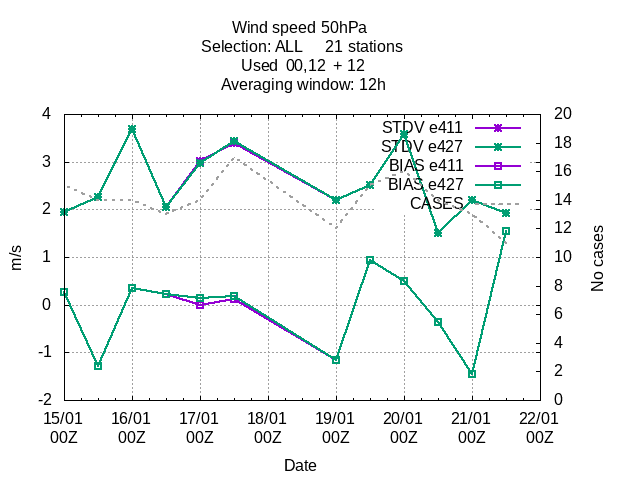 Wind speed 50hPa
Selection: ALL 21 stations
Used 00,12 + 12
Averaging window: 12h
4
3
2
1
0
-1
-2
m/s
20
18
16
14
12
10
8
6
4
2
0
No cases
STDV e411
STDV e427
BIAS e411
BIAS e427
CASES
15/01 16/01 17/01 18/01 19/01 20/01 21/01 22/01
00Z 00Z 00Z 00Z 00Z 00Z 00Z 00Z
Date